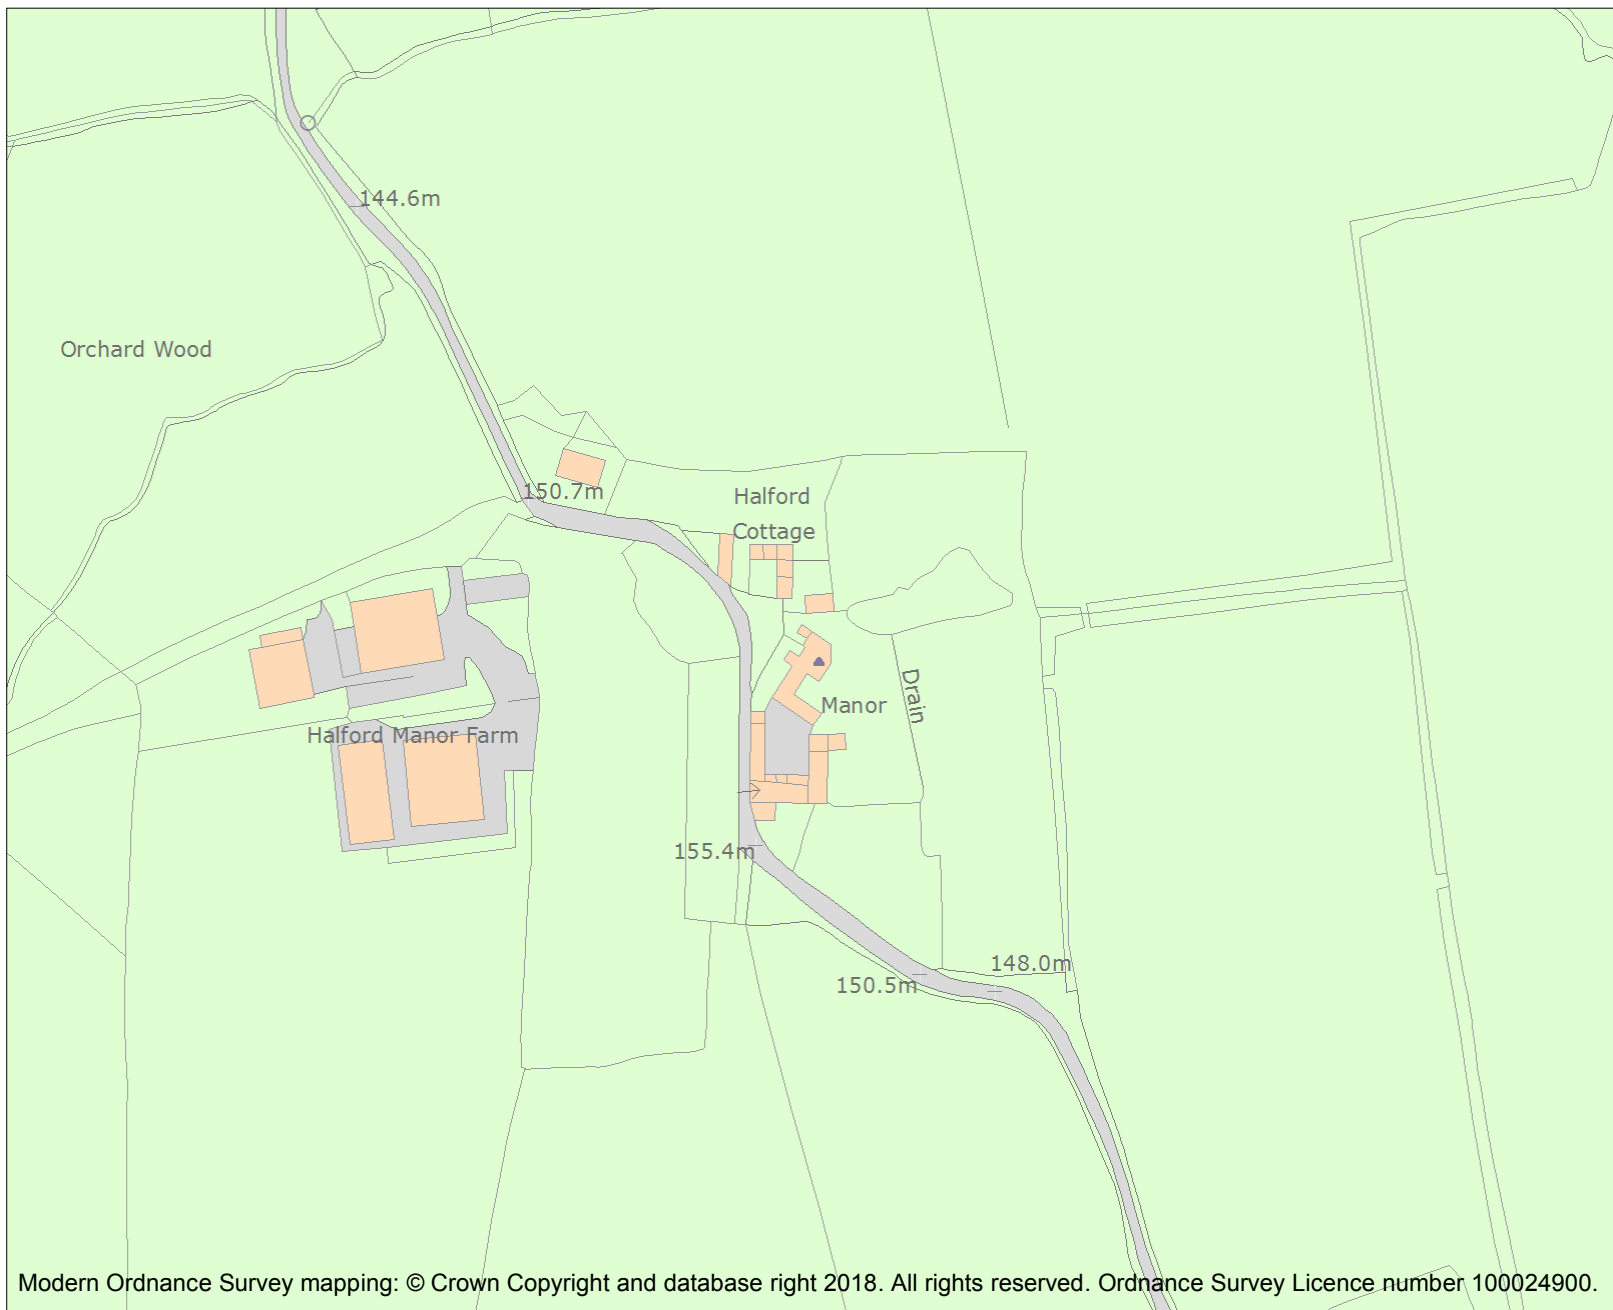 144.6m
Orchard Wood
150.7m
Halford
Cottage
Drain
Manor
Halford Manor Farm
155.4m
148.0m
150.5m
Modern Ordnance Survey mapping: © Crown Copyright and database right 2018. All rights reserved. Ordnance Survey Licence number 100024900.